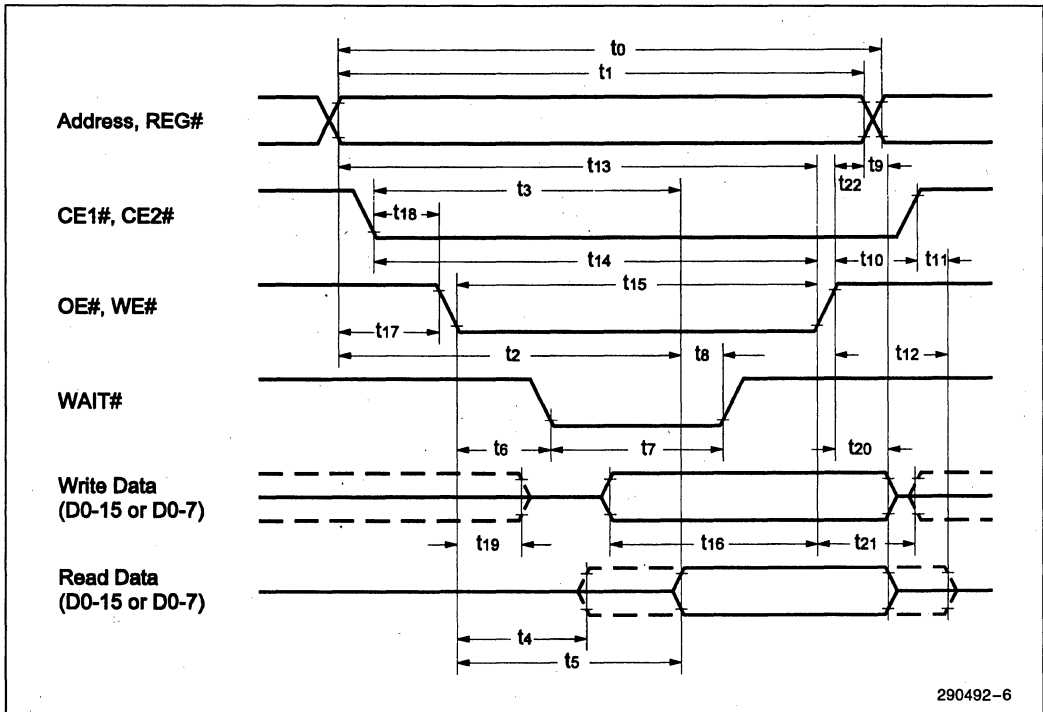 t0
t1
Address, REG#
t13
t9
t3
t22
CE1#, CE2#
t18
t14
t10
t11
t15
OE#, WE#
t17
t2
t8
t12
WAIT#
t6
t7
t20
Write Data
(D0-15 or D0-7)
t19
t16
t21
Read Data
(D0-15 or D0-7)
t4
t5
290492-6